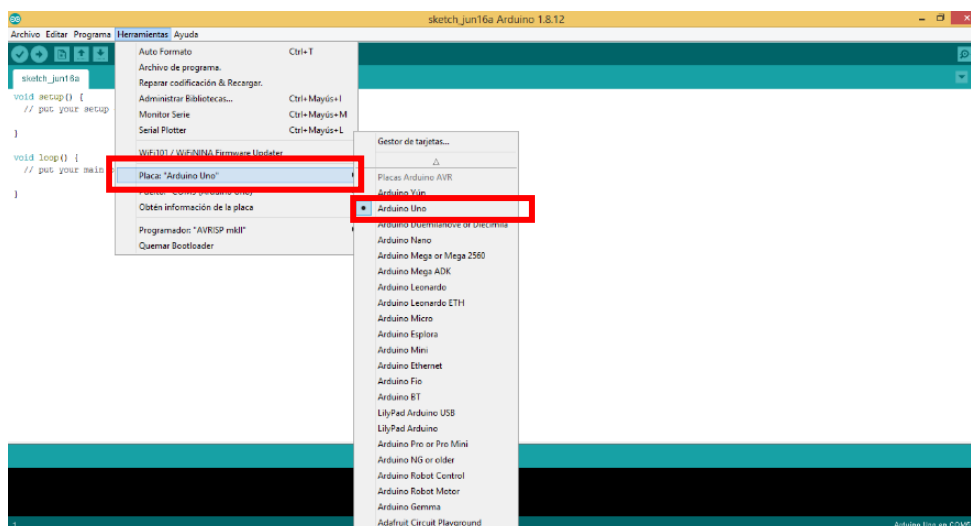 sketch_jun16a Arduino 1.8.12
Archivo Editar Programa Herramientas Ayuda
sketch_jun16a
void setup() {
// put your setup
}
void loop() {
// put your main
}
Auto Formato Ctrl+T
Archivo de programa.
Reparar codificación & Recargar.
Administrar Bibliotecas... Ctrl+Mayús+I
Monitor Serie Ctrl+Mayús+M
Serial Plotter Ctrl+Mayús+L
WiFi101 / WiFiNINA Firmware Updater
Placa: "Arduino Uno"
Obtén información de la placa
Programador: "AVRISP mkII"
Quemar Bootloader
Gestor de tarjetas...
Placas Arduino AVR
Arduino Yún
Arduino Uno
Arduino Duemilanove or Diecimila
Arduino Nano
Arduino Mega or Mega 2560
Arduino Mega ADK
Arduino Leonardo
Arduino Leonardo ETH
Arduino Micro
Arduino Esplora
Arduino Mini
Arduino Ethernet
Arduino Fio
Arduino BT
LilyPad Arduino USB
LilyPad Arduino
Arduino Pro or Pro Mini
Arduino NG or older
Arduino Robot Control
Arduino Robot Motor
Arduino Gemma
Adafruit Circuit Playground
1
Arduino Uno en COM5